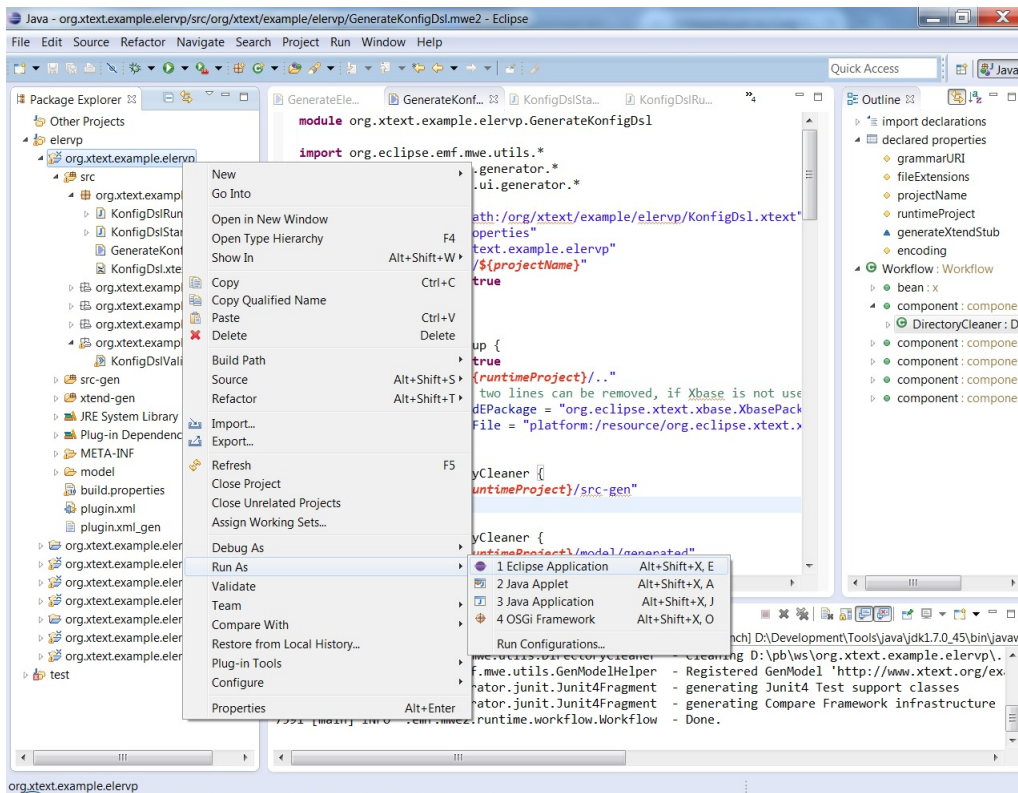 Java - org.xtext.example.elervp/src/org/xtext/example/elervp/GenerateKonfigDsl.mwe2 - Eclipse
File Edit Source Refactor Navigate Search Project Run Window Help
Quick Access
Java
Package Explorer
Other Projects
elervp
org.xtext.example.elervp
src
org.xtext.exampl
KonfigDslRun
KonfigDslStar
GenerateKonf
KonfigDsl.xte
org.xtext.exampl
org.xtext.exampl
org.xtext.exampl
org.xtext.exampl
KonfigDslVali
src-gen
xtend-gen
JRE System Library
Plug-in Dependenc
META-INF
model
build.properties
plugin.xml
plugin.xml_gen
org.xtext.example.eler
org.xtext.example.eler
org.xtext.example.eler
org.xtext.example.eler
org.xtext.example.eler
org.xtext.example.eler
org.xtext.example.eler
test
New
Go Into
Open in New Window
Open Type Hierarchy F4
Show In Alt+Shift+W
Copy Ctrl+C
Copy Qualified Name
Paste Ctrl+V
Delete Delete
Build Path
Source Alt+Shift+S
Refactor Alt+Shift+T
Import...
Export...
Refresh F5
Close Project
Close Unrelated Projects
Assign Working Sets...
Debug As
Run As
Validate
Team
Compare With
Restore from Local History...
Plug-in Tools
Configure
Properties Alt+Enter
1 Eclipse Application Alt+Shift+X, E
2 Java Applet Alt+Shift+X, A
3 Java Application Alt+Shift+X, J
4 OSGi Framework Alt+Shift+X, O
Run Configurations...
GenerateEle... GenerateKonf... KonfigDslSta... KonfigDslRu... 4
module org.xtext.example.elervp.GenerateKonfigDsl
import org.eclipse.emf.mwe.utils.*
.generator.*
.ui.generator.*
ath:/org/xtext/example/elervp/KonfigDsl.xtext"
operties"
text.example.elervp"
/${projectName}"
true
up {
true
{runtimeProject}/.."
two lines can be removed, if Xbase is not use
dEPackage = "org.eclipse.xtext.xbase.XbasePack
File = "platform:/resource/org.eclipse.xtext.x
yCleaner {
untimeProject}/src-gen"
yCleaner {
untimeProject}/model/generated"
Outline
import declarations
declared properties
grammarURI
fileExtensions
projectName
runtimeProject
generateXtendStub
encoding
Workflow : Workflow
bean : x
component : compone
DirectoryCleaner : D
component : compone
component : compone
component : compone
component : compone
nch] D:\Development\Tools\java\jdk1.7.0_45\bin\javaw
.mwe.utils.DirectoryCleaner - Cleaning D:\pb\ws\org.xtext.example.elervp\.
f.mwe.utils.GenModelHelper - Registered GenModel 'http://www.xtext.org/exa
rator.junit.Junit4Fragment - generating Junit4 Test support classes
rator.junit.Junit4Fragment - generating Compare Framework infrastructure
7991 [main] INFO .emf.mwe2.runtime.workflow.Workflow - Done.
org.xtext.example.elervp